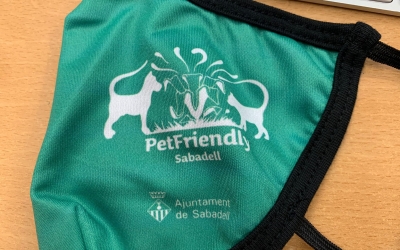 PetFriendly
Sabadell
Ajuntament
de Sabadell